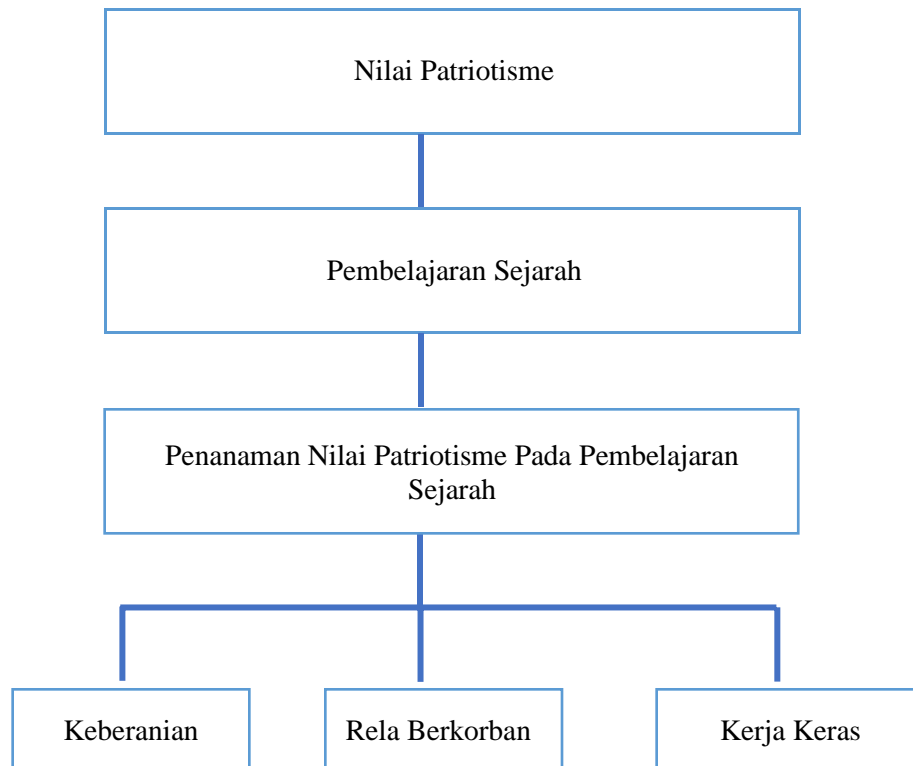 Nilai Patriotisme
Pembelajaran Sejarah
Penanaman Nilai Patriotisme Pada Pembelajaran
Sejarah
Keberanian
Rela Berkorban
Kerja Keras